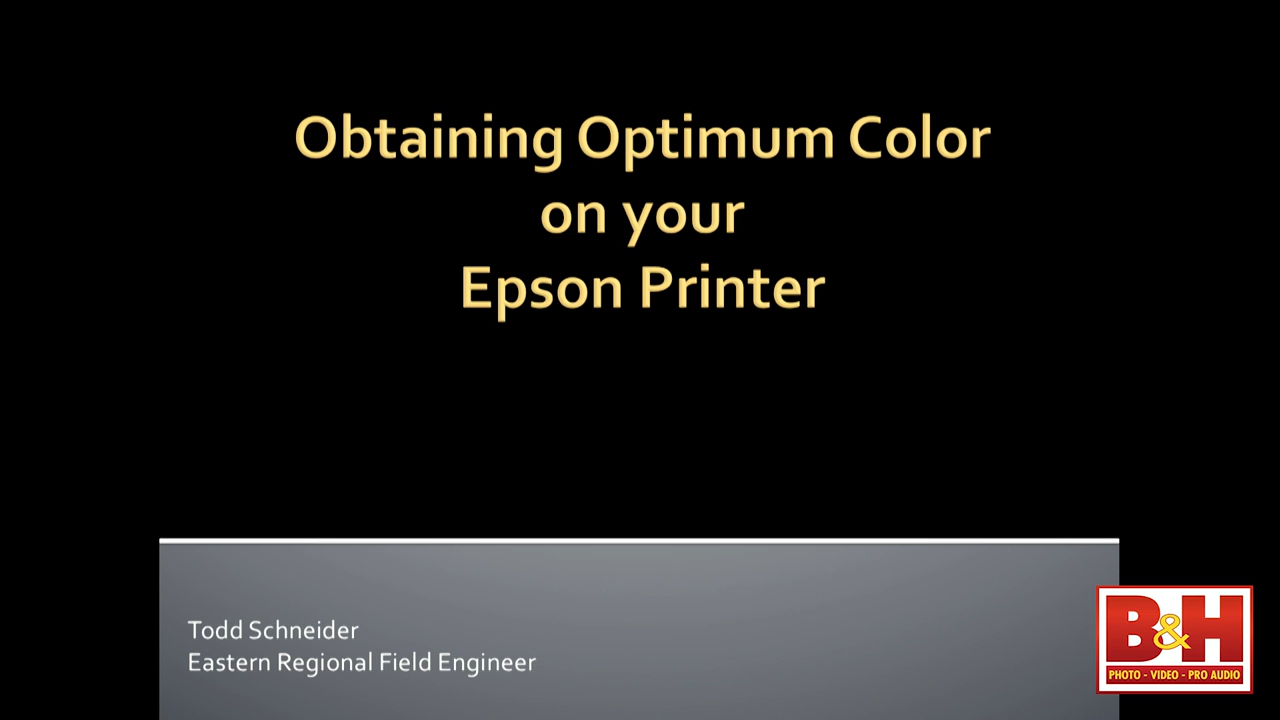 Obtaining Optimum Color
on your
Epson Printer
Todd Schneider
Eastern Regional Field Engineer
B&H
PHOTO - VIDEO - PRO AUDIO